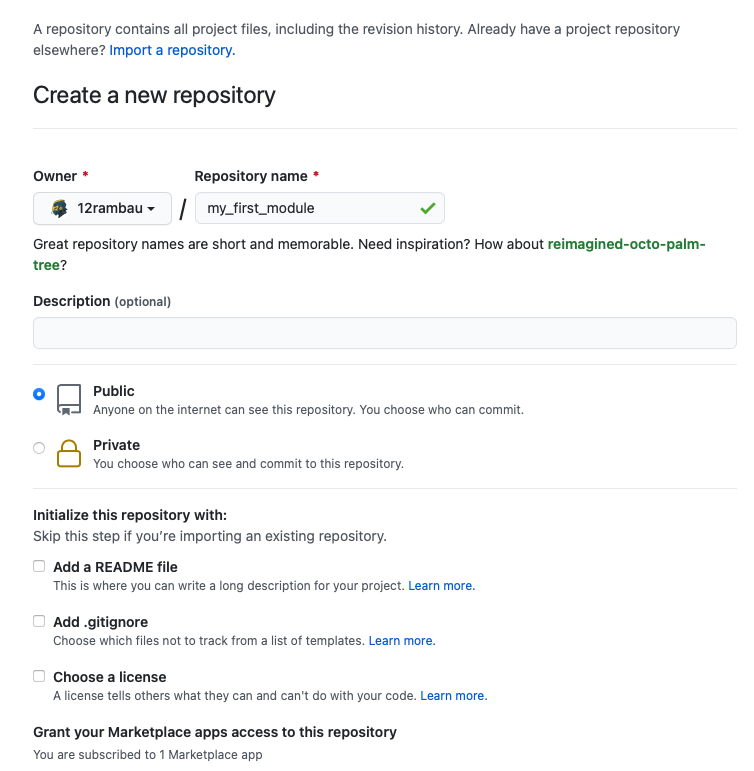 A repository contains all project files, including the revision history. Already have a project repository
elsewhere? Import a repository.
Create a new repository
Owner *
Repository name *
12rambau
/
my_first_module
Great repository names are short and memorable. Need inspiration? How about reimagined-octo-palm-
tree?
Description (optional)
Public
Anyone on the internet can see this repository. You choose who can commit.
Private
You choose who can see and commit to this repository.
Initialize this repository with:
Skip this step if you’re importing an existing repository.
Add a README file
This is where you can write a long description for your project. Learn more.
Add .gitignore
Choose which files not to track from a list of templates. Learn more.
Choose a license
A license tells others what they can and can't do with your code. Learn more.
Grant your Marketplace apps access to this repository
You are subscribed to 1 Marketplace app